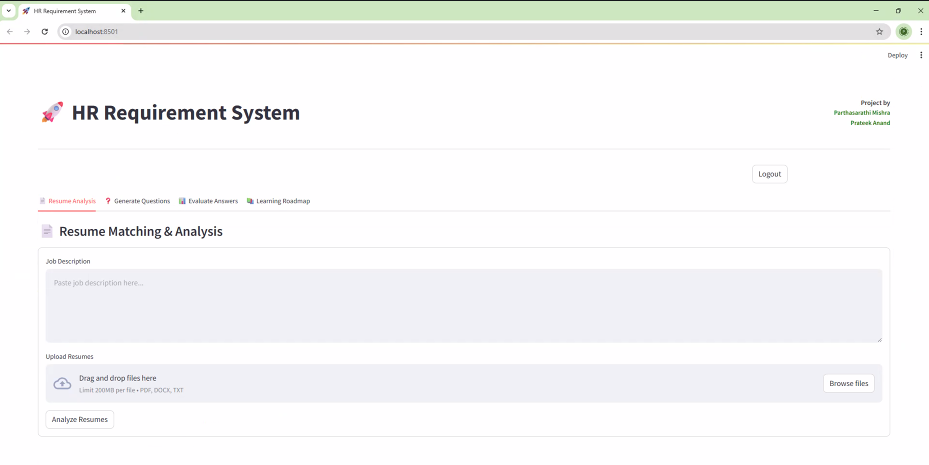 HR Requirement System
localhost:8501
Deploy
HR Requirement System
Project by
Parthasarathi Mishra
Prateek Anand
Logout
Resume Analysis Generate Questions Evaluate Answers Learning Roadmap
Resume Matching & Analysis
Job Description
Paste job description here...
Upload Resumes
Drag and drop files here
Limit 200MB per file • PDF, DOCX, TXT
Browse files
Analyze Resumes